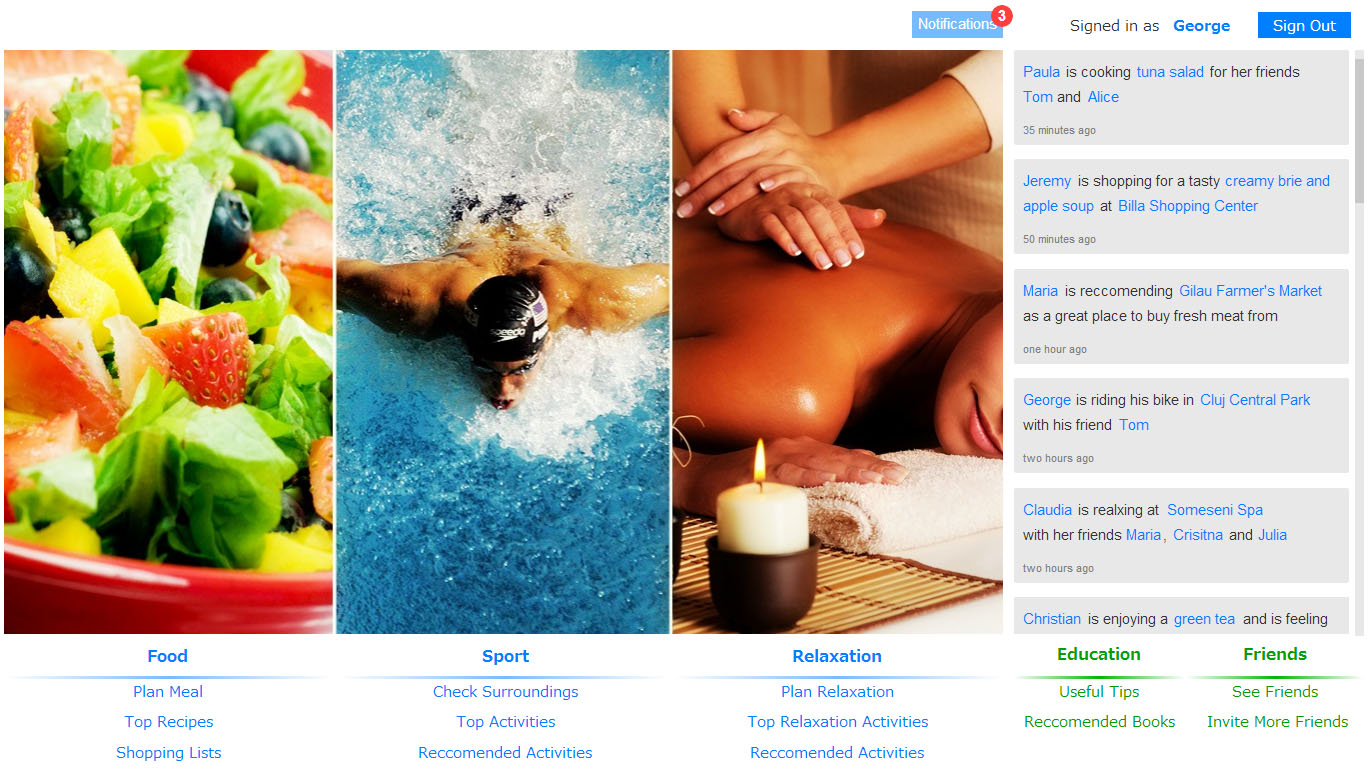 Notifications 3
Signed in as George Sign Out
Paula is cooking tuna salad for her friends
Tom and Alice
35 minutes ago
Jeremy is shopping for a tasty creamy brie and
apple soup at Billa Shopping Center
50 minutes ago
Maria is reccomending Gilau Farmer's Market
as a great place to buy fresh meat from
one hour ago
George is riding his bike in Cluj Central Park
with his friend Tom
two hours ago
Claudia is realxing at Someseni Spa
with her friends Maria, Crisitna and Julia
two hours ago
Christian is enjoying a green tea and is feeling
speedo
Food
Plan Meal
Top Recipes
Shopping Lists
Sport
Check Surroundings
Top Activities
Reccomended Activities
Relaxation
Plan Relaxation
Top Relaxation Activities
Reccomended Activities
Education
Useful Tips
Reccomended Books
Friends
See Friends
Invite More Friends